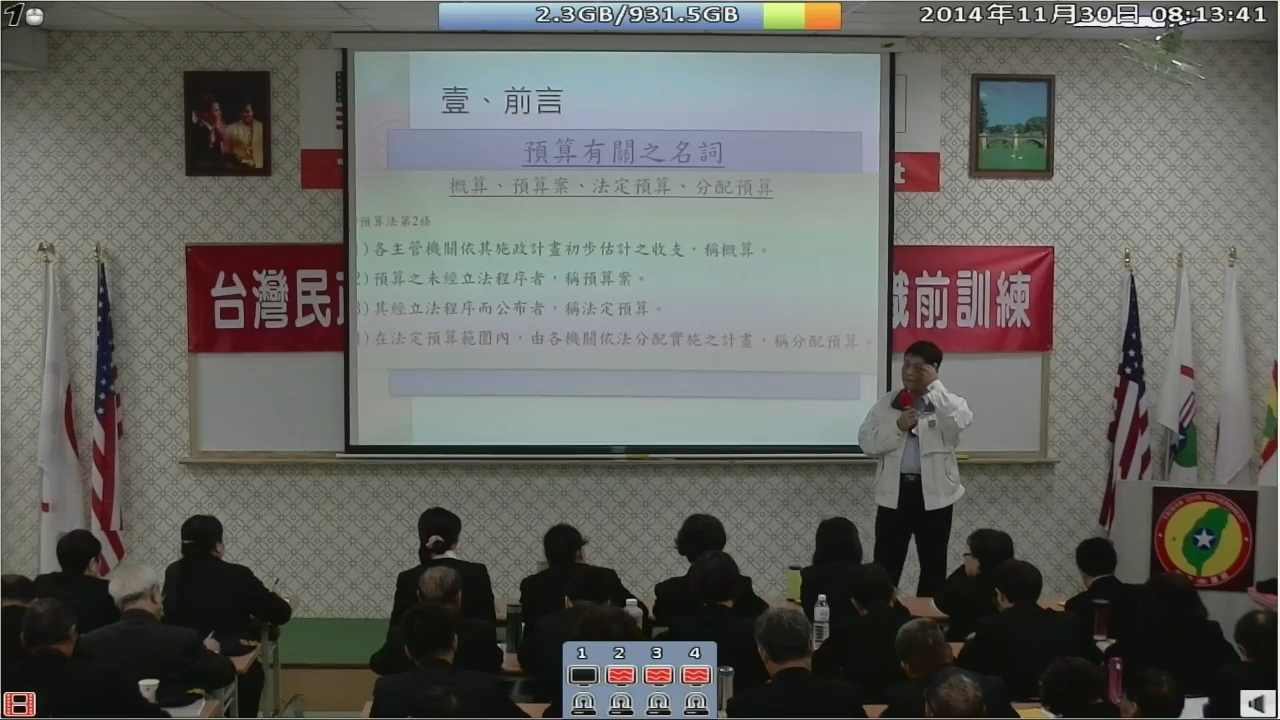 1
2.3GB/931.5GB
2014年11月30日 08:13:41
壹、前言
預算有關之名詞
概算、預算案、法定預算、分配預算
預算法第2條
)各主管機關依其施政計畫初步估計之收支，稱概算。
2)預算之未經立法程序者，稱預算案。
3)其經立法程序而公布者，稱法定預算。
)在法定預算範圍內，由各機關依法分配實施之計畫，稱分配預算。
台灣民
職前訓練
TAIWAN CIVIL GOVERNMENT
1 2 3 4